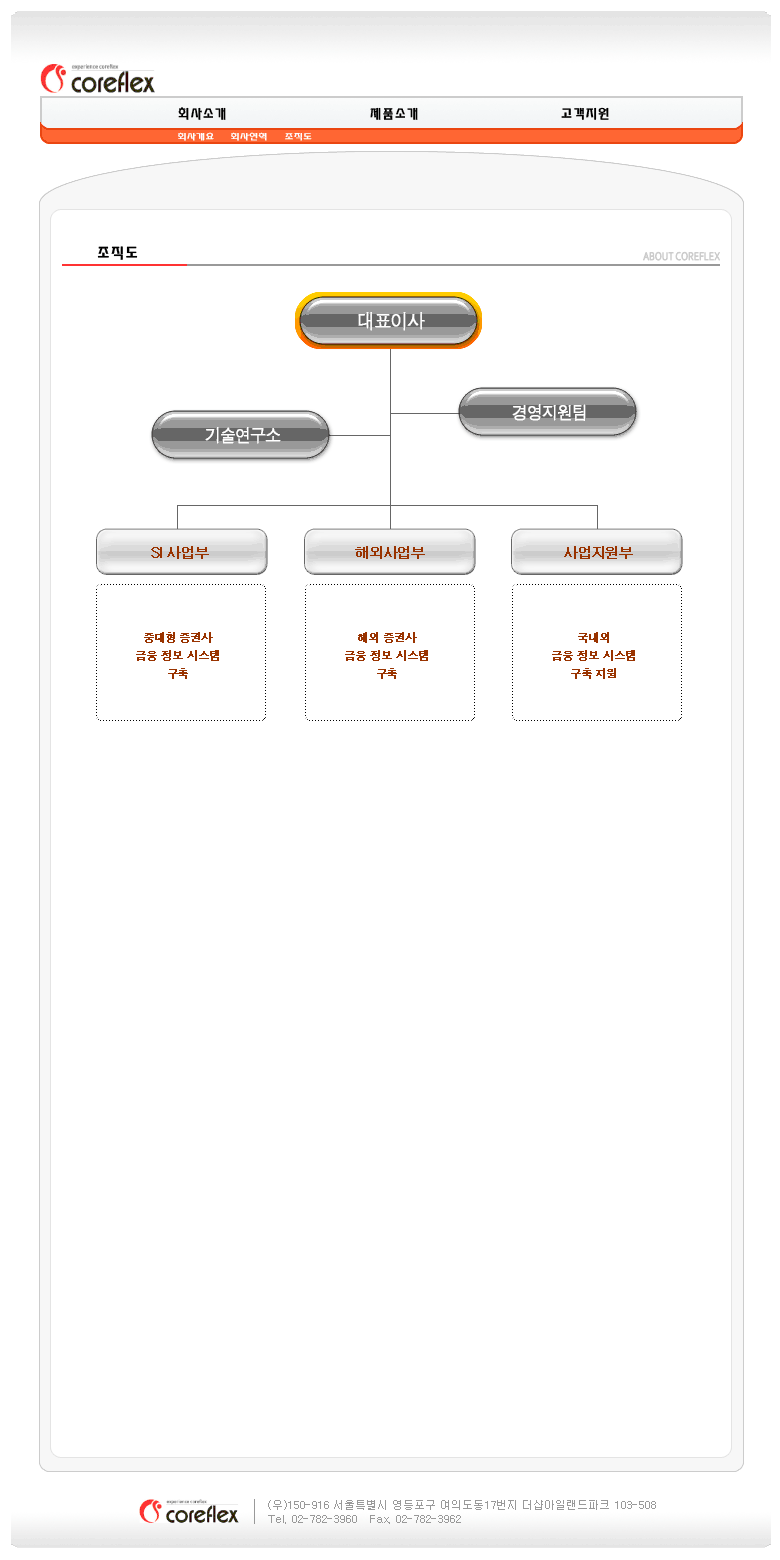 experience coreflex
coreflex
회사소개 제품소개 고객지원
회사개요 회사연혁 조직도
조직도
ABOUT COREFLEX
대표이사
경영지원팀
기술연구소
SI 사업부 해외사업부 사업지원부
중대형 증권사
금융 정보 시스템
구축
해외 증권사
금융 정보 시스템
구축
국내외
금융 정보 시스템
구축 지원
experience coreflex
coreflex
(우)150-916 서울특별시 영등포구 여의도동17번지 더샵아일랜드파크 103-508
Tel. 02-782-3960 Fax. 02-782-3962